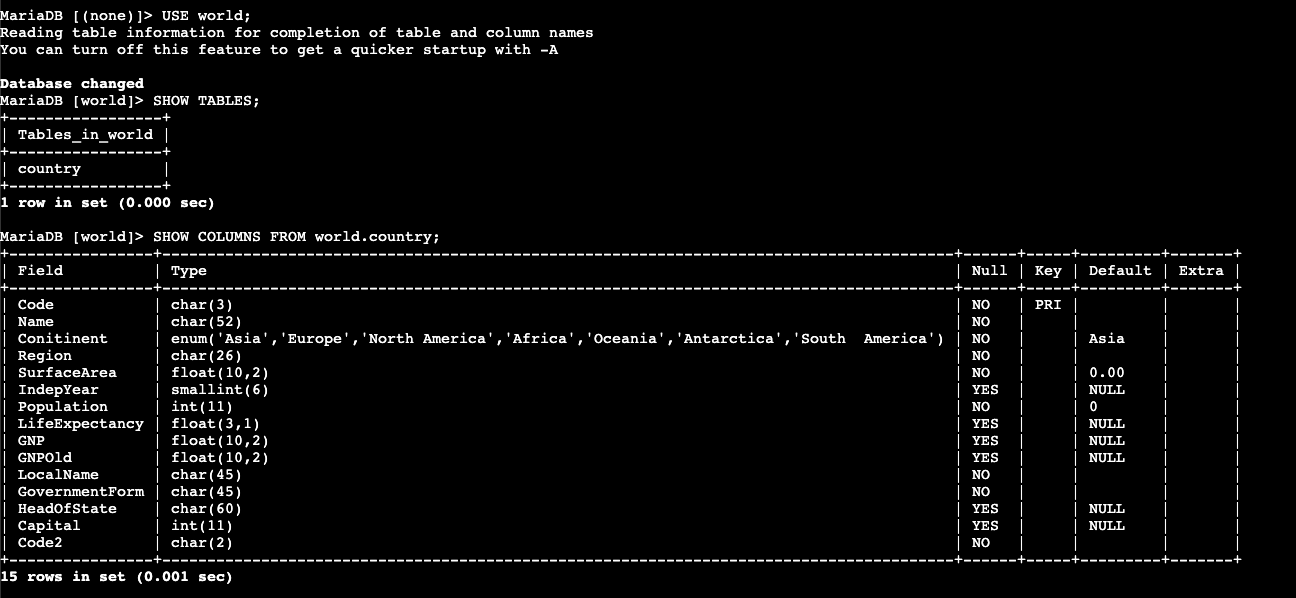 MariaDB [(none)]> USE world;
Reading table information for completion of table and column names
You can turn off this feature to get a quicker startup with -A
Database changed
MariaDB [world]> SHOW TABLES;
+-----------------+
| Tables_in_world |
+-----------------+
| country         |
+-----------------+
1 row in set (0.000 sec)
MariaDB [world]> SHOW COLUMNS FROM world.country;
+----------------+----------------------------------------------------------------------------------------+------+-----+---------+-------+
| Field          | Type                                                                                   | Null | Key | Default | Extra |
+----------------+----------------------------------------------------------------------------------------+------+-----+---------+-------+
| Code           | char(3)                                                                                | NO   | PRI |         |       |
| Name           | char(52)                                                                               | NO   |     |         |       |
| Conitinent     | enum('Asia','Europe','North America','Africa','Oceania','Antarctica','South  America') | NO   |     | Asia    |       |
| Region         | char(26)                                                                               | NO   |     |         |       |
| SurfaceArea    | float(10,2)                                                                            | NO   |     | 0.00    |       |
| IndepYear      | smallint(6)                                                                            | YES  |     | NULL    |       |
| Population     | int(11)                                                                                | NO   |     | 0       |       |
| LifeExpectancy | float(3,1)                                                                             | YES  |     | NULL    |       |
| GNP            | float(10,2)                                                                            | YES  |     | NULL    |       |
| GNPOld         | float(10,2)                                                                            | YES  |     | NULL    |       |
| LocalName      | char(45)                                                                               | NO   |     |         |       |
| GovernmentForm | char(45)                                                                               | NO   |     |         |       |
| HeadOfState    | char(60)                                                                               | YES  |     | NULL    |       |
| Capital        | int(11)                                                                                | YES  |     | NULL    |       |
| Code2          | char(2)                                                                                | NO   |     |         |       |
+----------------+----------------------------------------------------------------------------------------+------+-----+---------+-------+
15 rows in set (0.001 sec)